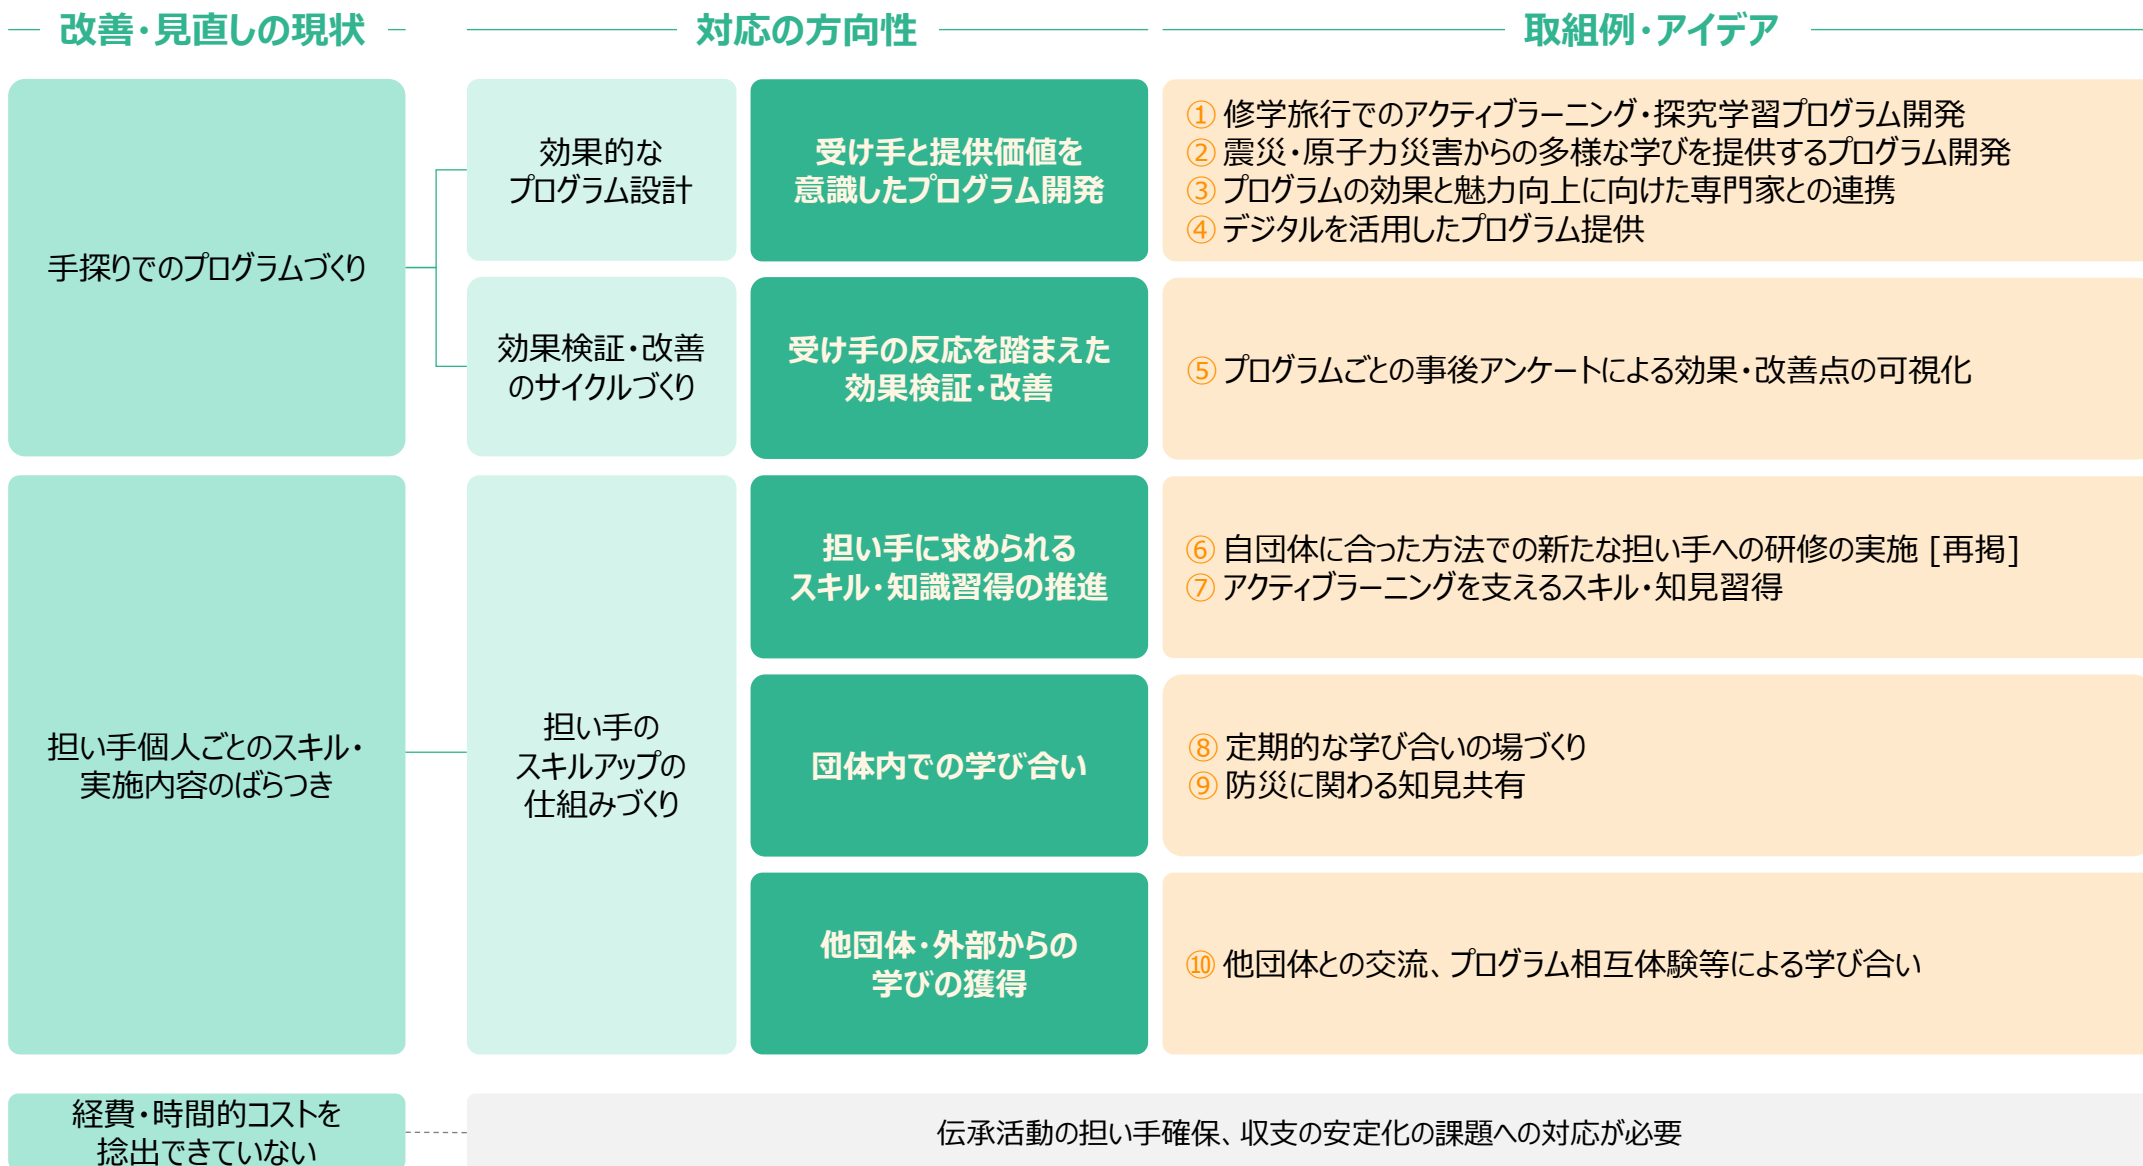 改善・見直しの現状
対応の方向性
取組例・アイデア
手探りでのプログラムづくり
効果的な
プログラム設計
受け手と提供価値を
意識したプログラム開発
① 修学旅行でのアクティブラーニング・探究学習プログラム開発
② 震災・原子力災害からの多様な学びを提供するプログラム開発
③ プログラムの効果と魅力向上に向けた専門家との連携
④ デジタルを活用したプログラム提供
効果検証・改善
のサイクルづくり
受け手の反応を踏まえた
効果検証・改善
⑤ プログラムごとの事後アンケートによる効果・改善点の可視化
担い手個人ごとのスキル・
実施内容のばらつき
担い手の
スキルアップの
仕組みづくり
担い手に求められる
スキル・知識習得の推進
⑥ 自団体に合った方法での新たな担い手への研修の実施 [再掲]
⑦ アクティブラーニングを支えるスキル・知見習得
団体内での学び合い
⑧ 定期的な学び合いの場づくり
⑨ 防災に関わる知見共有
他団体・外部からの
学びの獲得
⑩ 他団体との交流、プログラム相互体験等による学び合い
経費・時間的コストを
捻出できていない
伝承活動の担い手確保、収支の安定化の課題への対応が必要